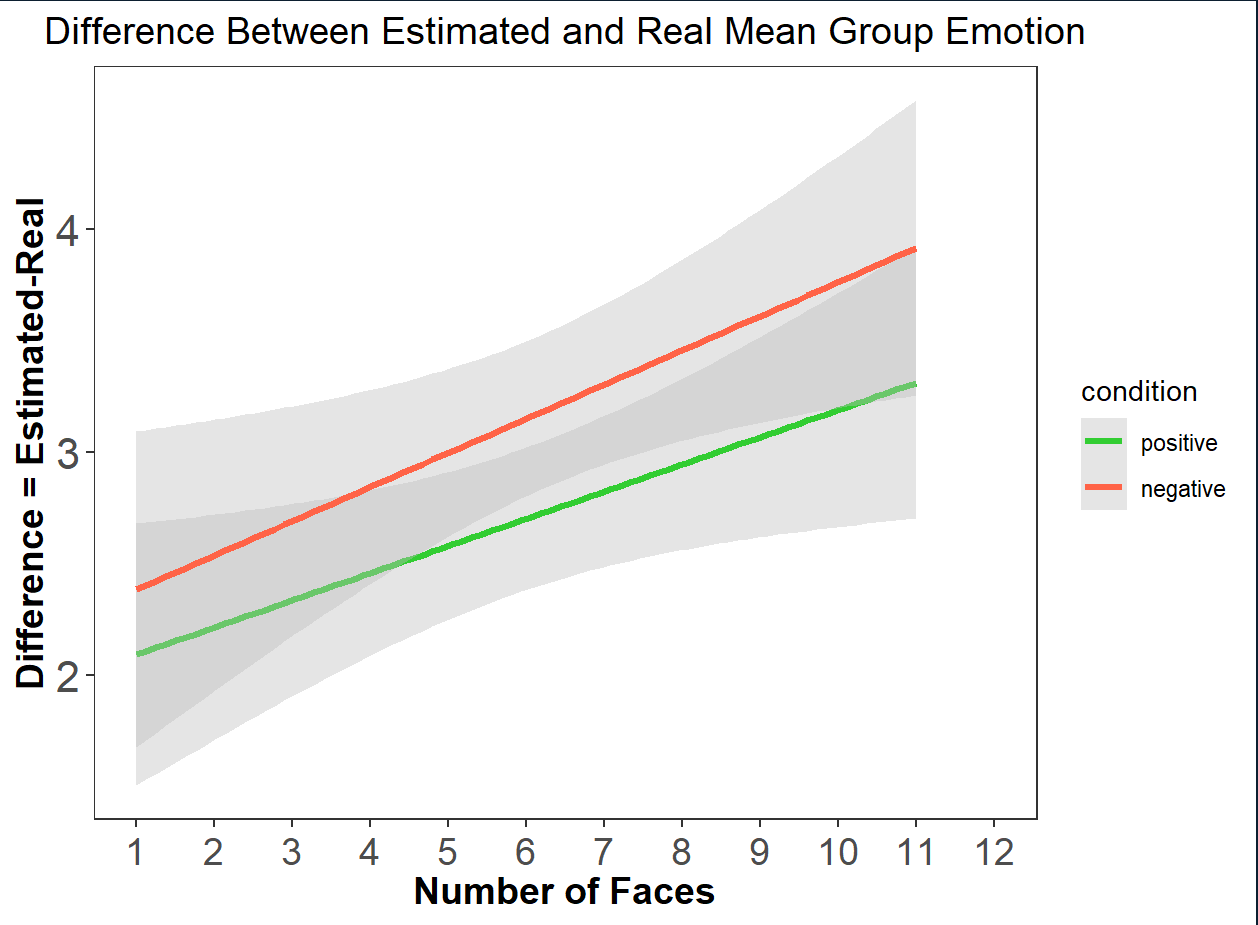 Difference Between Estimated and Real Mean Group Emotion
Difference = Estimated-Real
4
3
2
1 2 3 4 5 6 7 8 9 10 11 12
Number of Faces
condition
positive
negative